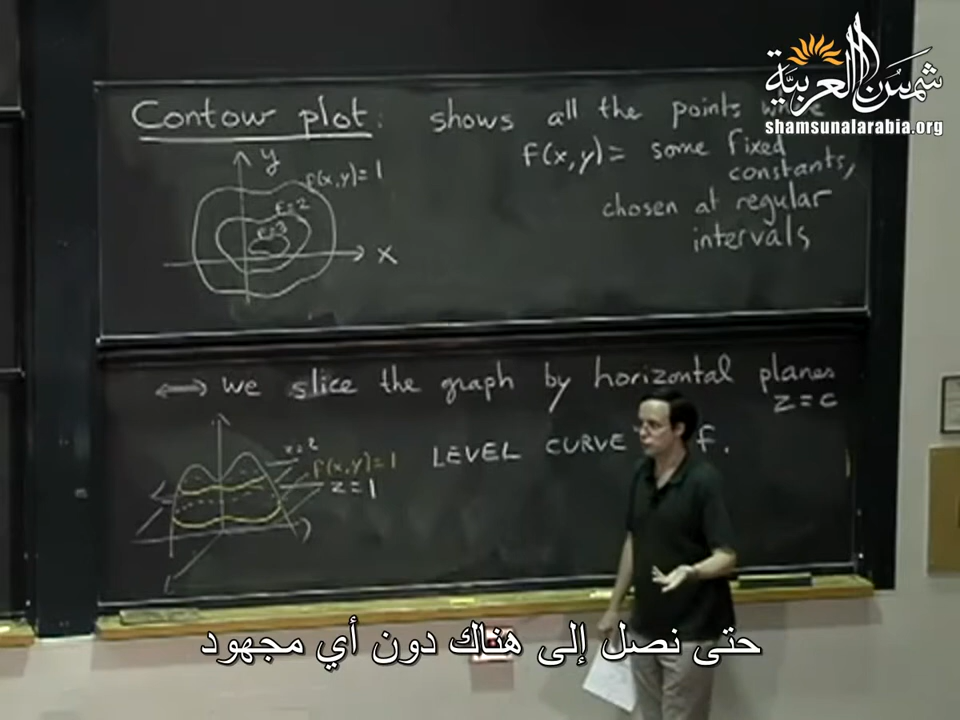 شمس العربية
shamsunalarabia.org
Contour plot: shows all the points
f(x,y) = some fixed
constants,
chosen at regular
intervals
y
f(x,y)=1
f=2
f=3
x
⟷ we slice the graph by horizontal planes
z=c
z=2
f(x,y)=1
z=1
LEVEL CURVE f.
حتى نصل إلى هناك دون أي مجهود